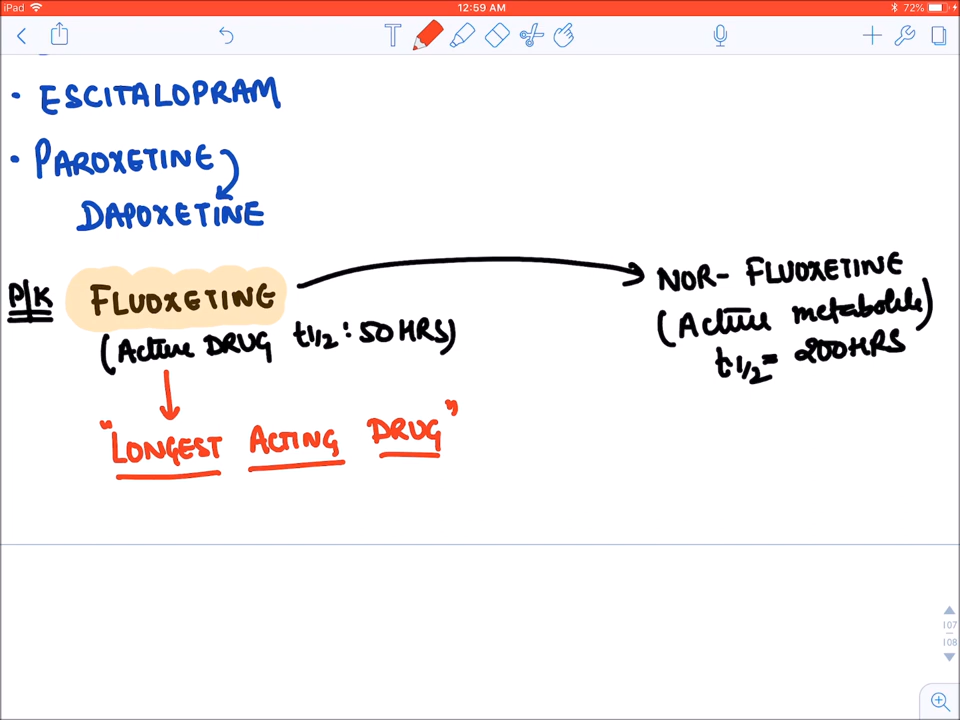 iPad 12:59 AM 72%
T
• ESCITALOPRAM
• PAROXETINE
DAPOXETINE
P/K FLUOXETINE NOR- FLUOXETINE
(Active DRUG t1/2 : 50 HRS) (Active metabolite)
t1/2 = 200HRS
"LONGEST ACTING DRUG"
107
108